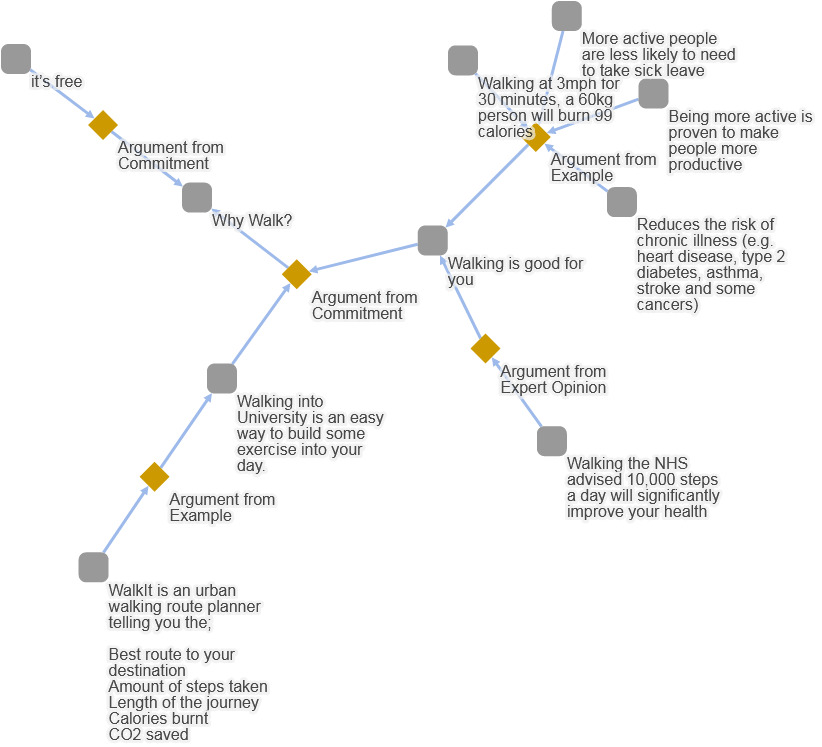 More active people
are less likely to need
to take sick leave
it's free
Walking at 3mph for
30 minutes, a 60kg
person will burn 99
calories
Being more active is
proven to make
people more
productive
Argument from
Commitment
Argument from
Example
Why Walk?
Reduces the risk of
chronic illness (e.g.
heart disease, type 2
diabetes, asthma,
stroke and some
cancers)
Walking is good for
you
Argument from
Commitment
Argument from
Expert Opinion
Walking into
University is an easy
way to build some
exercise into your
day.
Walking the NHS
advised 10,000 steps
a day will significantly
improve your health
Argument from
Example
WalkIt is an urban
walking route planner
telling you the;
Best route to your
destination
Amount of steps taken
Length of the journey
Calories burnt
CO2 saved